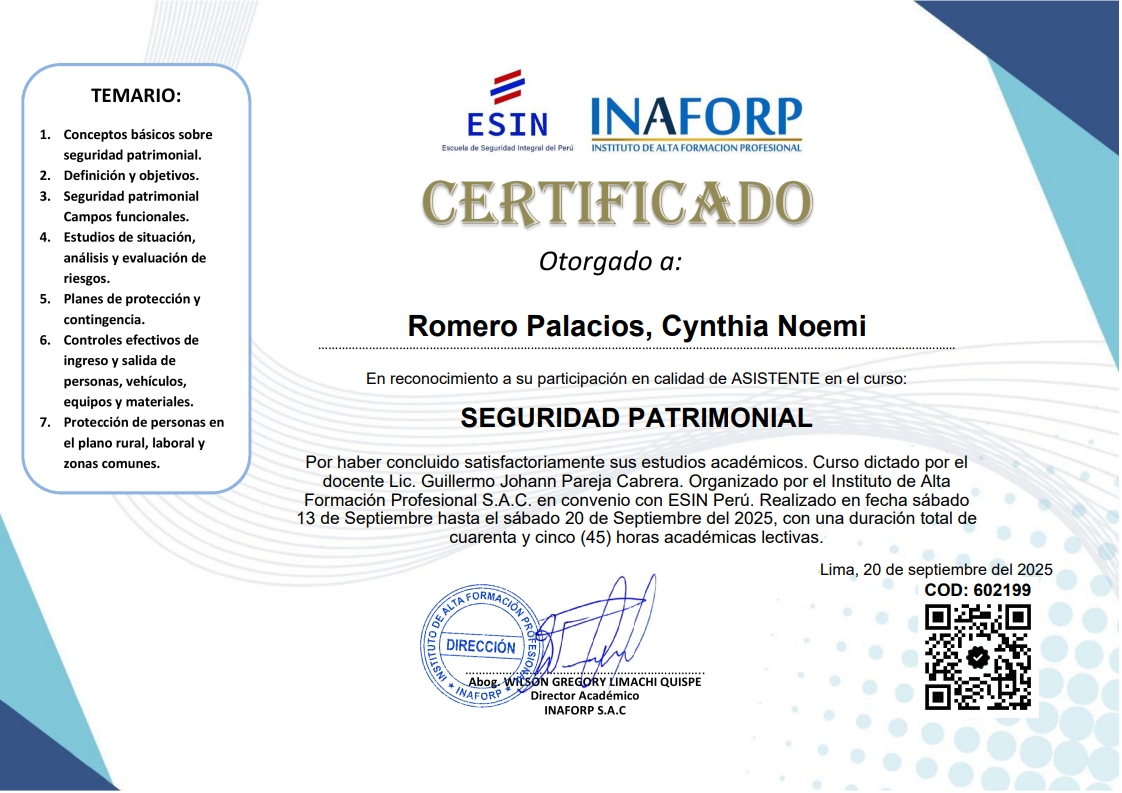 TEMARIO:
1. Conceptos básicos sobre
seguridad patrimonial.
2. Definición y objetivos.
3. Seguridad patrimonial
Campos funcionales.
4. Estudios de situación,
análisis y evaluación de
riesgos.
5. Planes de protección y
contingencia.
6. Controles efectivos de
ingreso y salida de
personas, vehículos,
equipos y materiales.
7. Protección de personas en
el plano rural, laboral y
zonas comunes.
ESIN
Escuela de Seguridad Integral del Perú
INAFORP
INSTITUTO DE ALTA FORMACION PROFESIONAL
CERTIFICADO
Otorgado a:
Romero Palacios, Cynthia Noemi
En reconocimiento a su participación en calidad de ASISTENTE en el curso:
SEGURIDAD PATRIMONIAL
Por haber concluido satisfactoriamente sus estudios académicos. Curso dictado por el
docente Lic. Guillermo Johann Pareja Cabrera. Organizado por el Instituto de Alta
Formación Profesional S.A.C. en convenio con ESIN Perú. Realizado en fecha sábado
13 de Septiembre hasta el sábado 20 de Septiembre del 2025, con una duración total de
cuarenta y cinco (45) horas académicas lectivas.
Lima, 20 de septiembre del 2025
COD: 602199
INSTITUTO DE ALTA FORMACIÓN PROFESIONAL
DIRECCIÓN
★ INAFORP ★
Abog. WILSON GREGORY LIMACHI QUISPE
Director Académico
INAFORP S.A.C